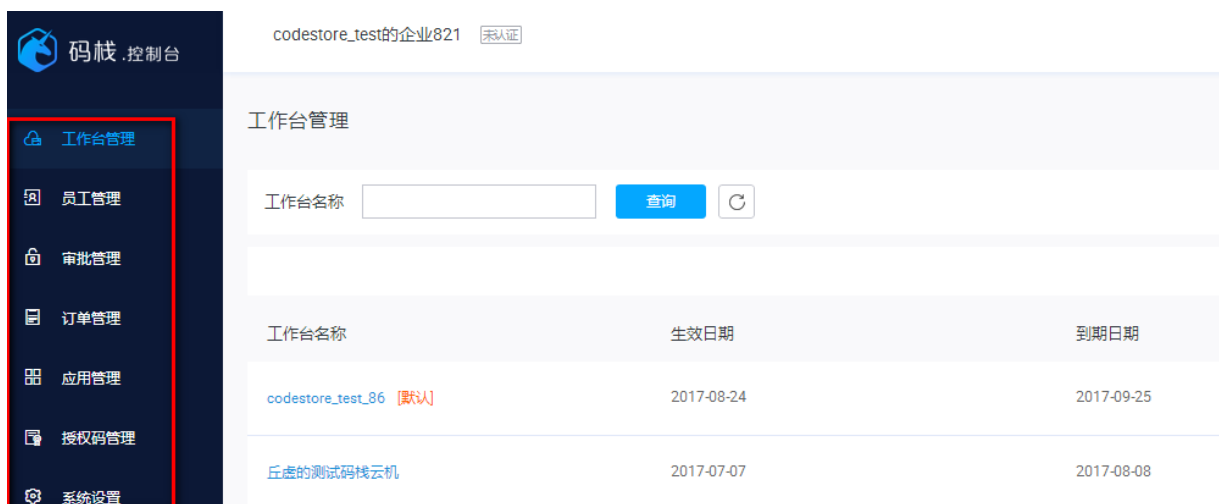 码栈.控制台
codestore_test的企业821 未认证
工作台管理
员工管理
审批管理
订单管理
应用管理
授权码管理
系统设置
工作台管理
工作台名称 查询
工作台名称 生效日期 到期日期
codestore_test_86 [默认] 2017-08-24 2017-09-25
丘虚的测试码栈云机 2017-07-07 2017-08-08